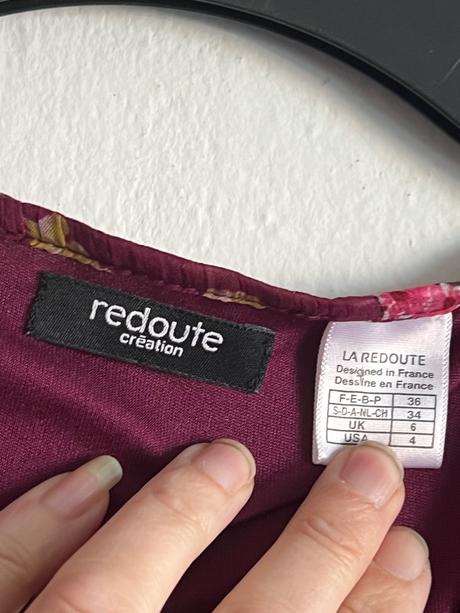 redoute
création
LA REDOUTE
Designed in France
Dessiné en France
F-E-B-P 36
S-D-A-NL-CH 34
UK 6
USA 4